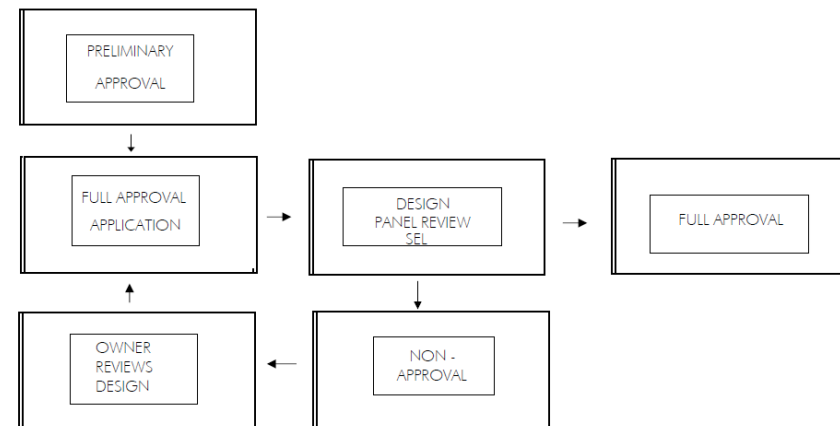 PRELIMINARY
APPROVAL
FULL APPROVAL
APPLICATION
DESIGN
PANEL REVIEW
SEL
FULL APPROVAL
OWNER
REVIEWS
DESIGN
NON -
APPROVAL